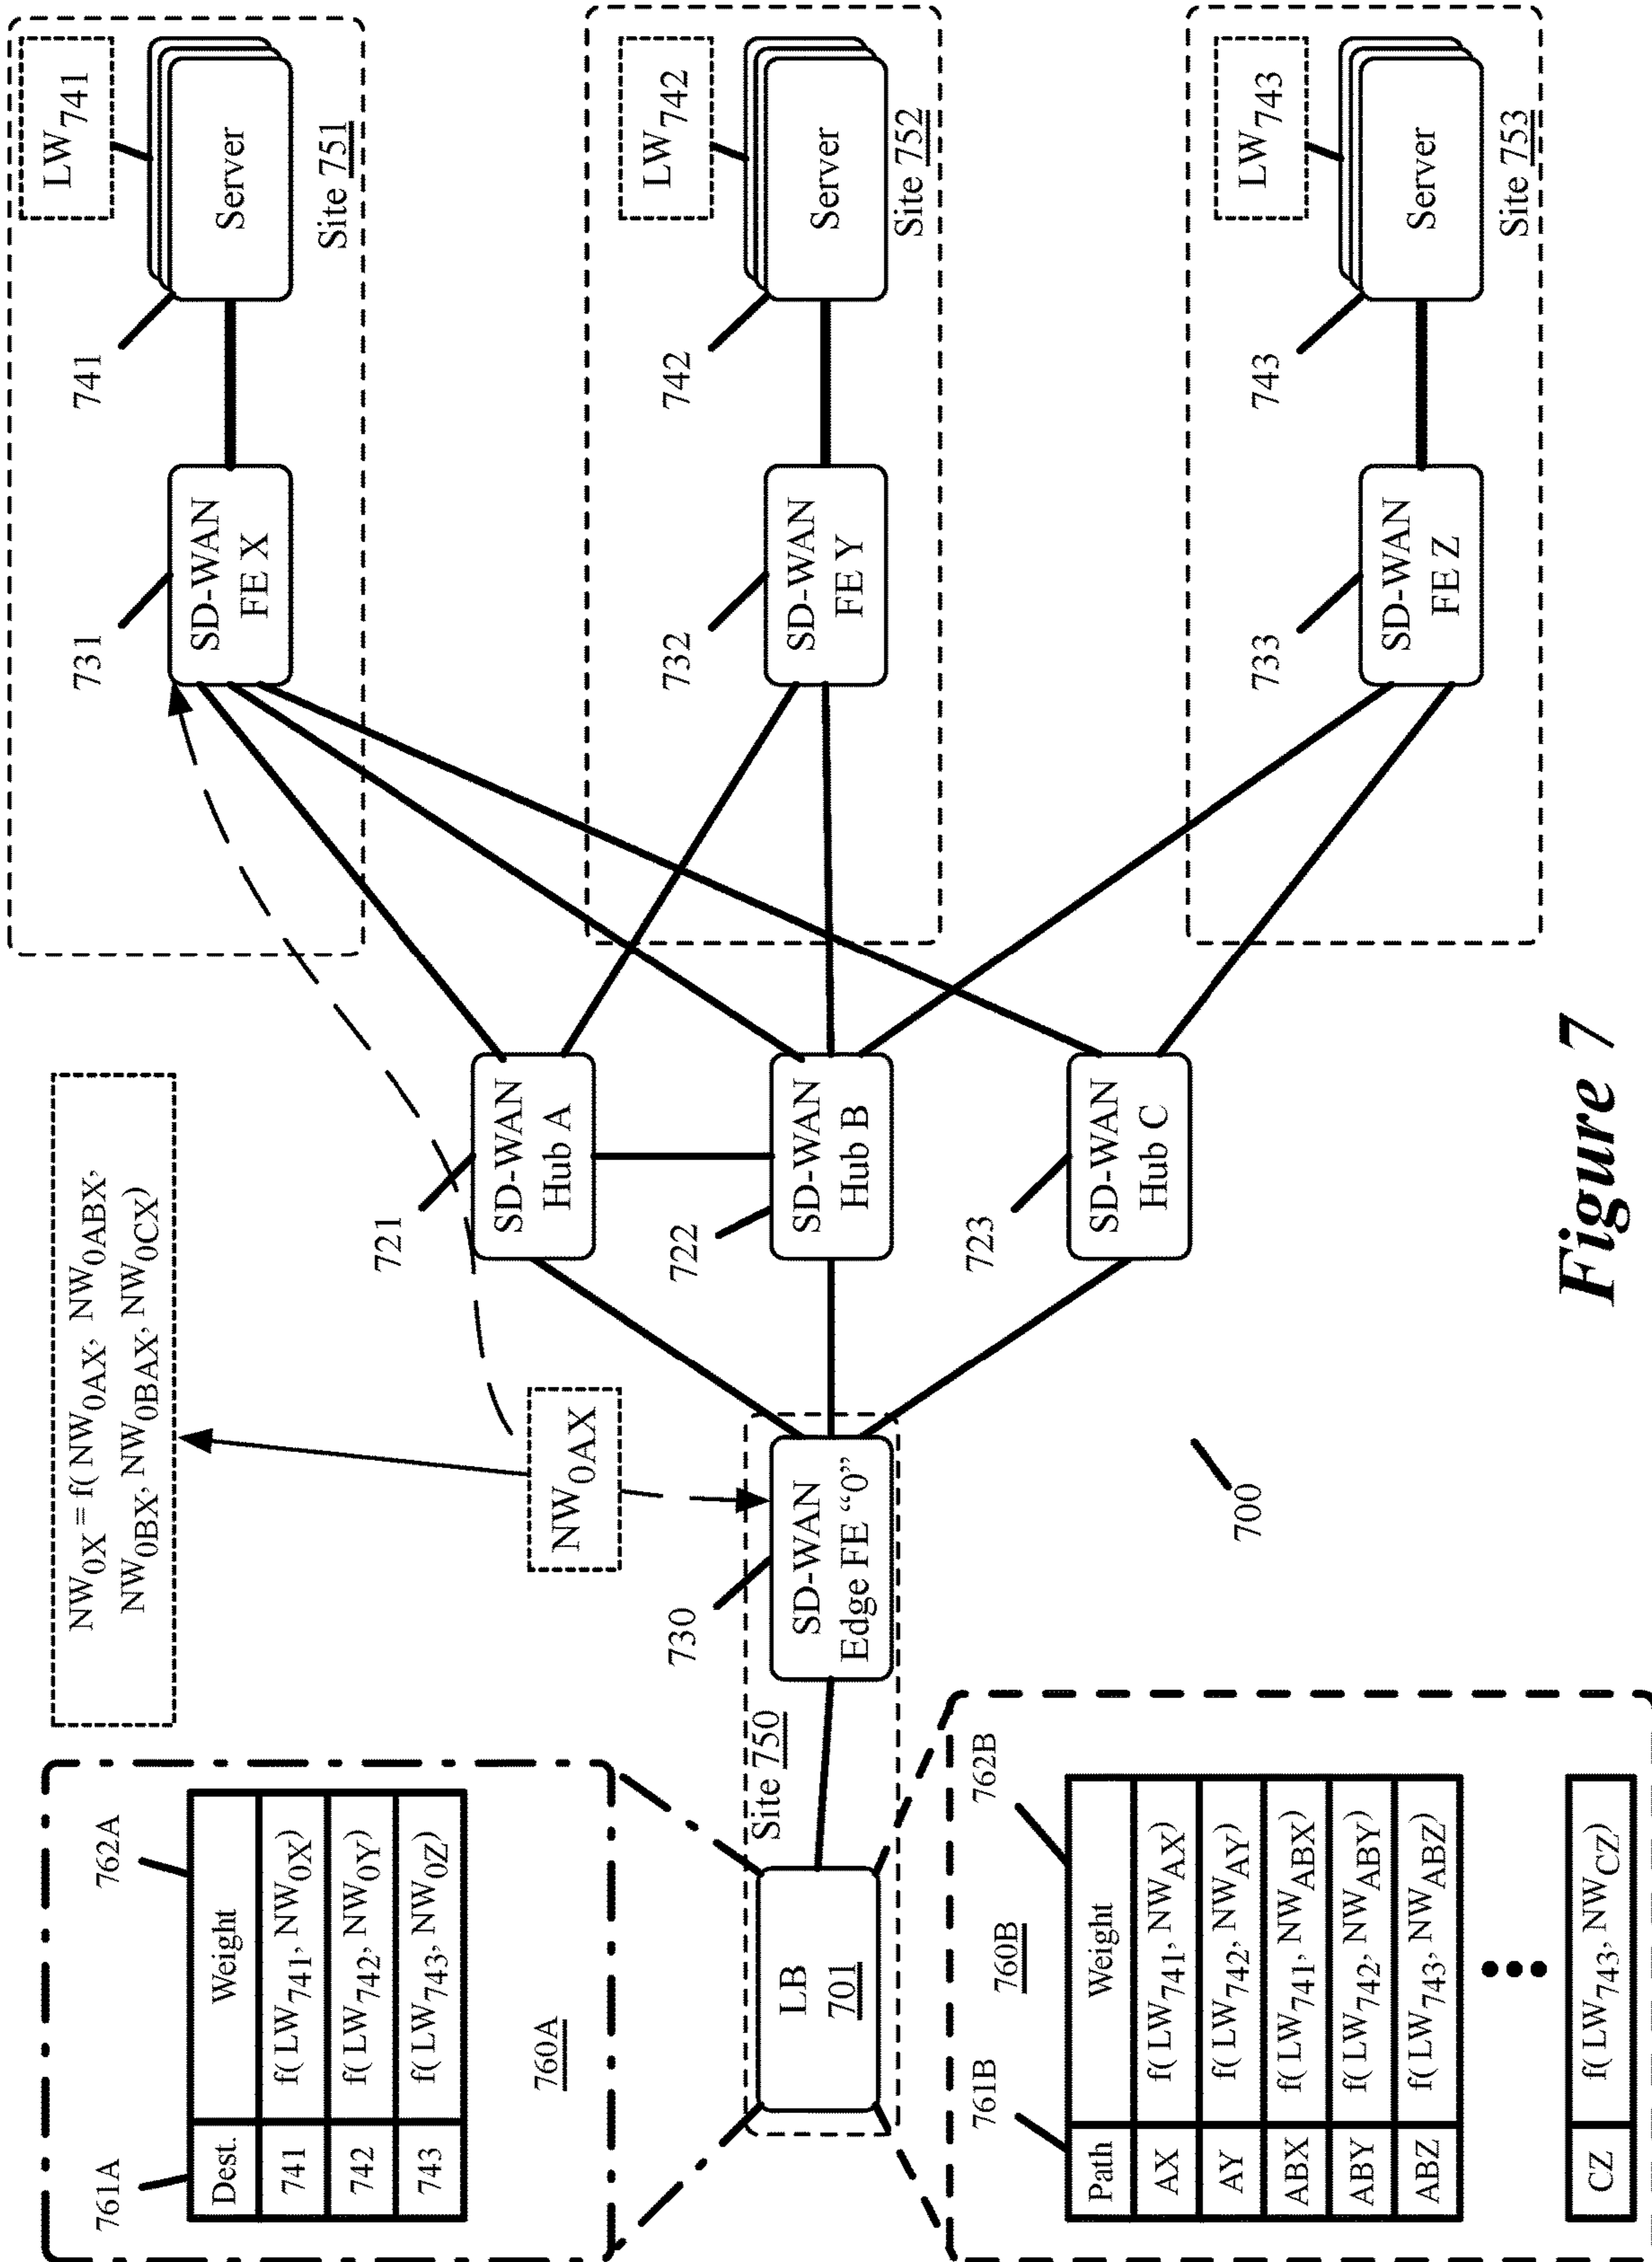 761A
762A
Dest. Weight
741 f( LW741, NW0X)
742 f( LW742, NW0Y)
743 f( LW743, NW0Z)
760A
NW0X = f( NW0AX, NW0ABX,
NW0BX, NW0BAX, NW0CX)
NW0AX
LB
701
Site 750
730
SD-WAN
Edge FE “0”
721
SD-WAN
Hub A
722
SD-WAN
Hub B
723
SD-WAN
Hub C
731
SD-WAN
FE X
741
Server
LW741
Site 751
732
SD-WAN
FE Y
742
Server
LW742
Site 752
733
SD-WAN
FE Z
743
Server
LW743
Site 753
761B
760B
762B
Path Weight
AX f( LW741, NWAX)
AY f( LW742, NWAY)
ABX f( LW741, NWABX)
ABY f( LW742, NWABY)
ABZ f( LW743, NWABZ)
CZ f( LW743, NWCZ)
700
Figure 7